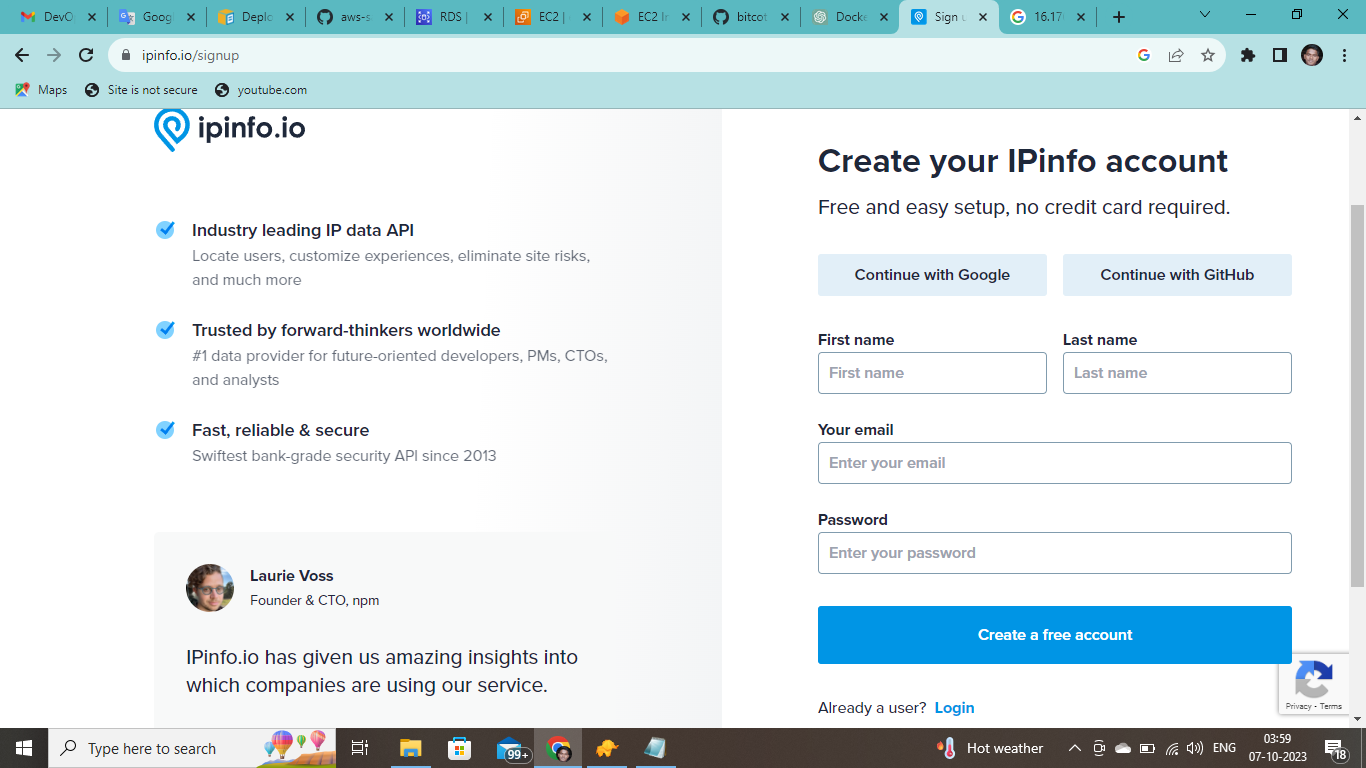 DevO
Goog
Deplo
aws-s
RDS |
EC2 |
EC2 In
bitcot
Docke
Sign u
16.17
ipinfo.io/signup
Maps
Site is not secure
youtube.com
ipinfo.io
Industry leading IP data API
Locate users, customize experiences, eliminate site risks,
and much more
Trusted by forward-thinkers worldwide
#1 data provider for future-oriented developers, PMs, CTOs,
and analysts
Fast, reliable & secure
Swiftest bank-grade security API since 2013
Laurie Voss
Founder & CTO, npm
IPinfo.io has given us amazing insights into
which companies are using our service.
Create your IPinfo account
Free and easy setup, no credit card required.
Continue with Google
Continue with GitHub
First name
Last name
First name
Last name
Your email
Enter your email
Password
Enter your password
Create a free account
Already a user? Login
Privacy - Terms
Type here to search
99+
Hot weather
ENG
03:59
07-10-2023
18